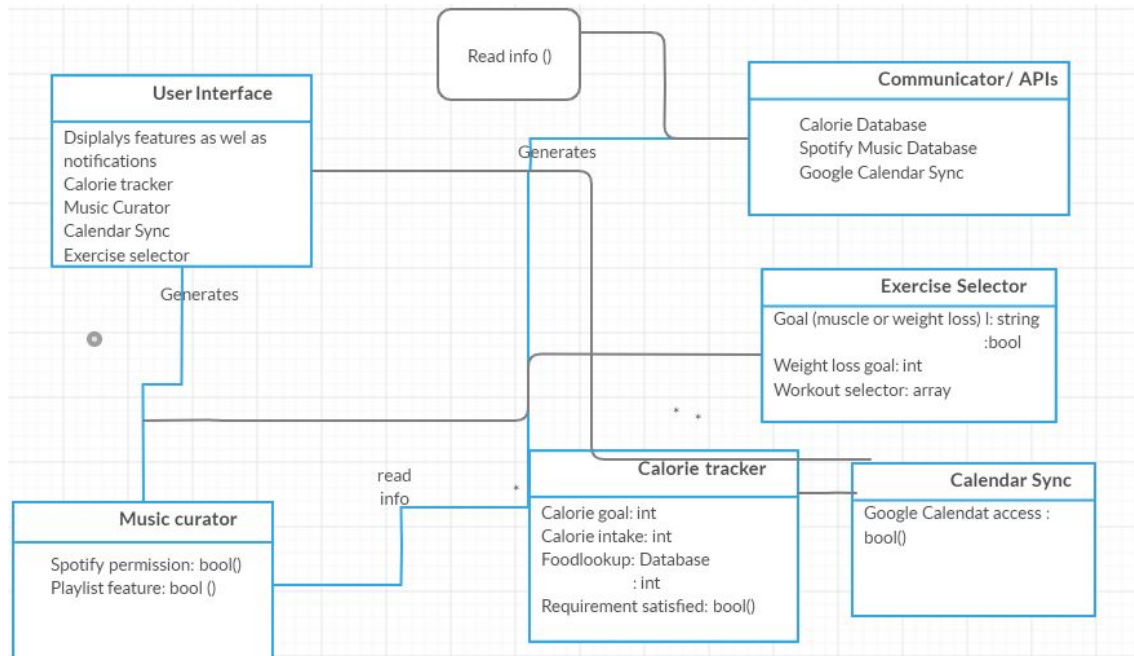 Read info ()
User Interface
Dsiplalys features as wel as
notifications
Calorie tracker
Music Curator
Calendar Sync
Exercise selector
Generates
Communicator/ APIs
Calorie Database
Spotify Music Database
Google Calendar Sync
Generates
Exercise Selector
Goal (muscle or weight loss) l: string
:bool
Weight loss goal: int
Workout selector: array
* *
read
info
*
Calorie tracker
Calorie goal: int
Calorie intake: int
Foodlookup: Database
: int
Requirement satisfied: bool()
Calendar Sync
Google Calendat access :
bool()
Music curator
Spotify permission: bool()
Playlist feature: bool ()